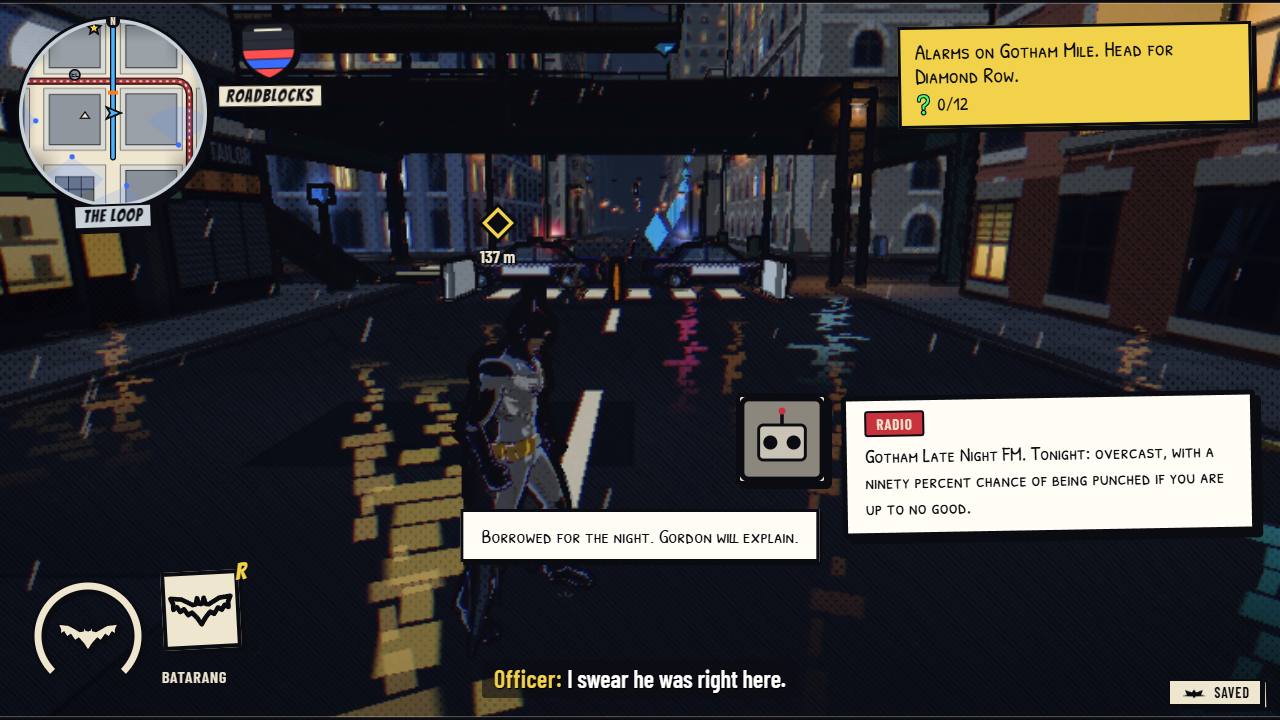 N
ROADBLOCKS
THE LOOP
Alarms on Gotham Mile. Head for
Diamond Row.
? 0/12
TAILOR
137 m
RADIO
Gotham Late Night FM. Tonight: overcast, with a
ninety percent chance of being punched if you are
up to no good.
Borrowed for the night. Gordon will explain.
R
BATARANG
Officer: I swear he was right here.
SAVED